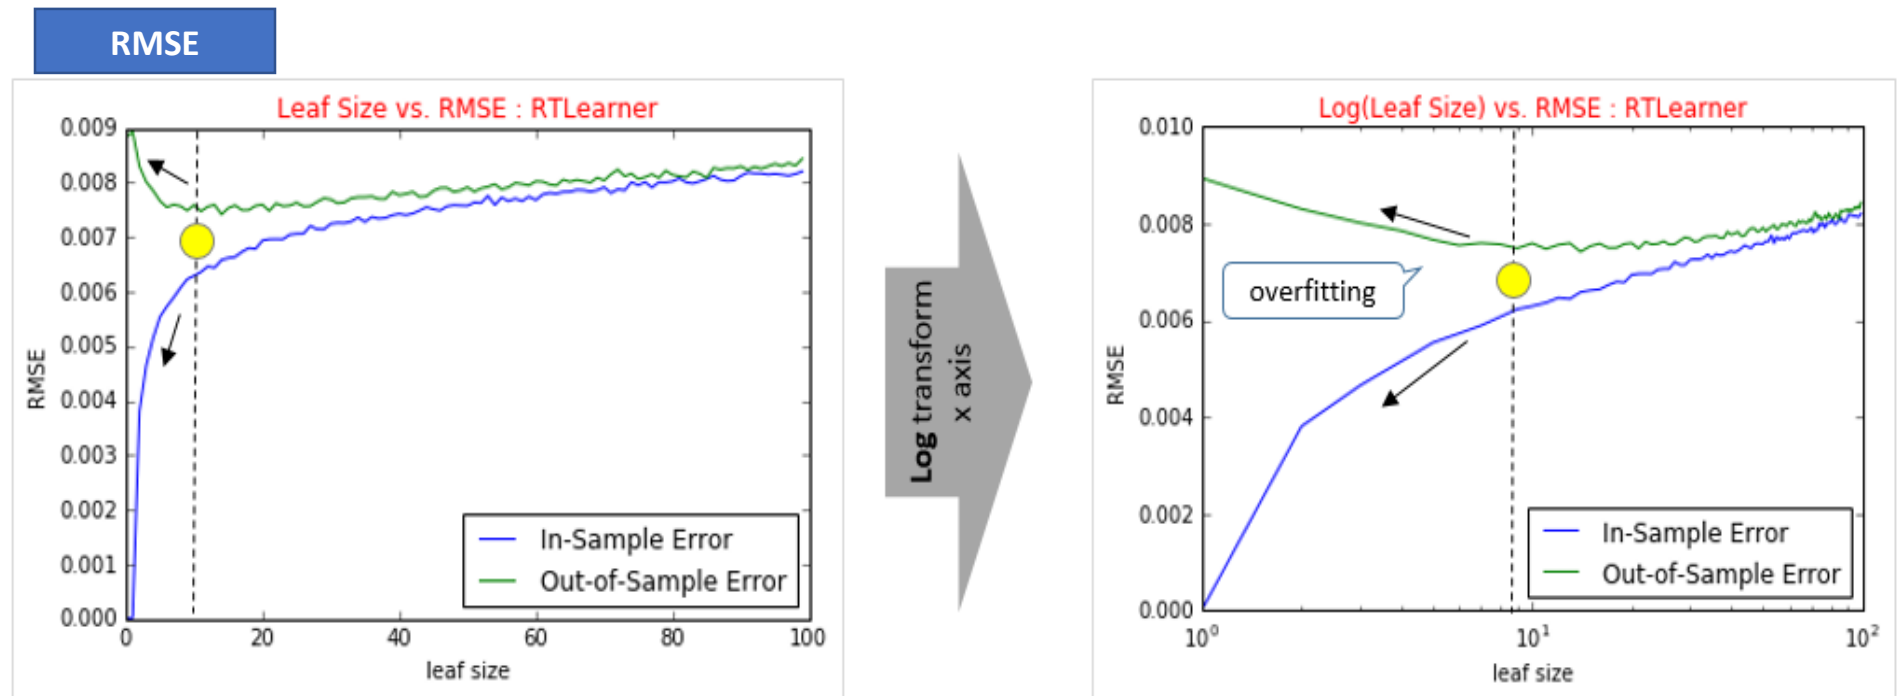 RMSE
Leaf Size vs. RMSE : RTLearner
0.009
0.008
0.007
0.006
0.005
0.004
0.003
0.002
0.001
0.000
RMSE
In-Sample Error
Out-of-Sample Error
0
20
40
60
80
100
leaf size
Log transform
x axis
Log(Leaf Size) vs. RMSE : RTLearner
0.010
0.008
0.006
0.004
0.002
0.000
RMSE
overfitting
In-Sample Error
Out-of-Sample Error
10⁰
10¹
10²
leaf size